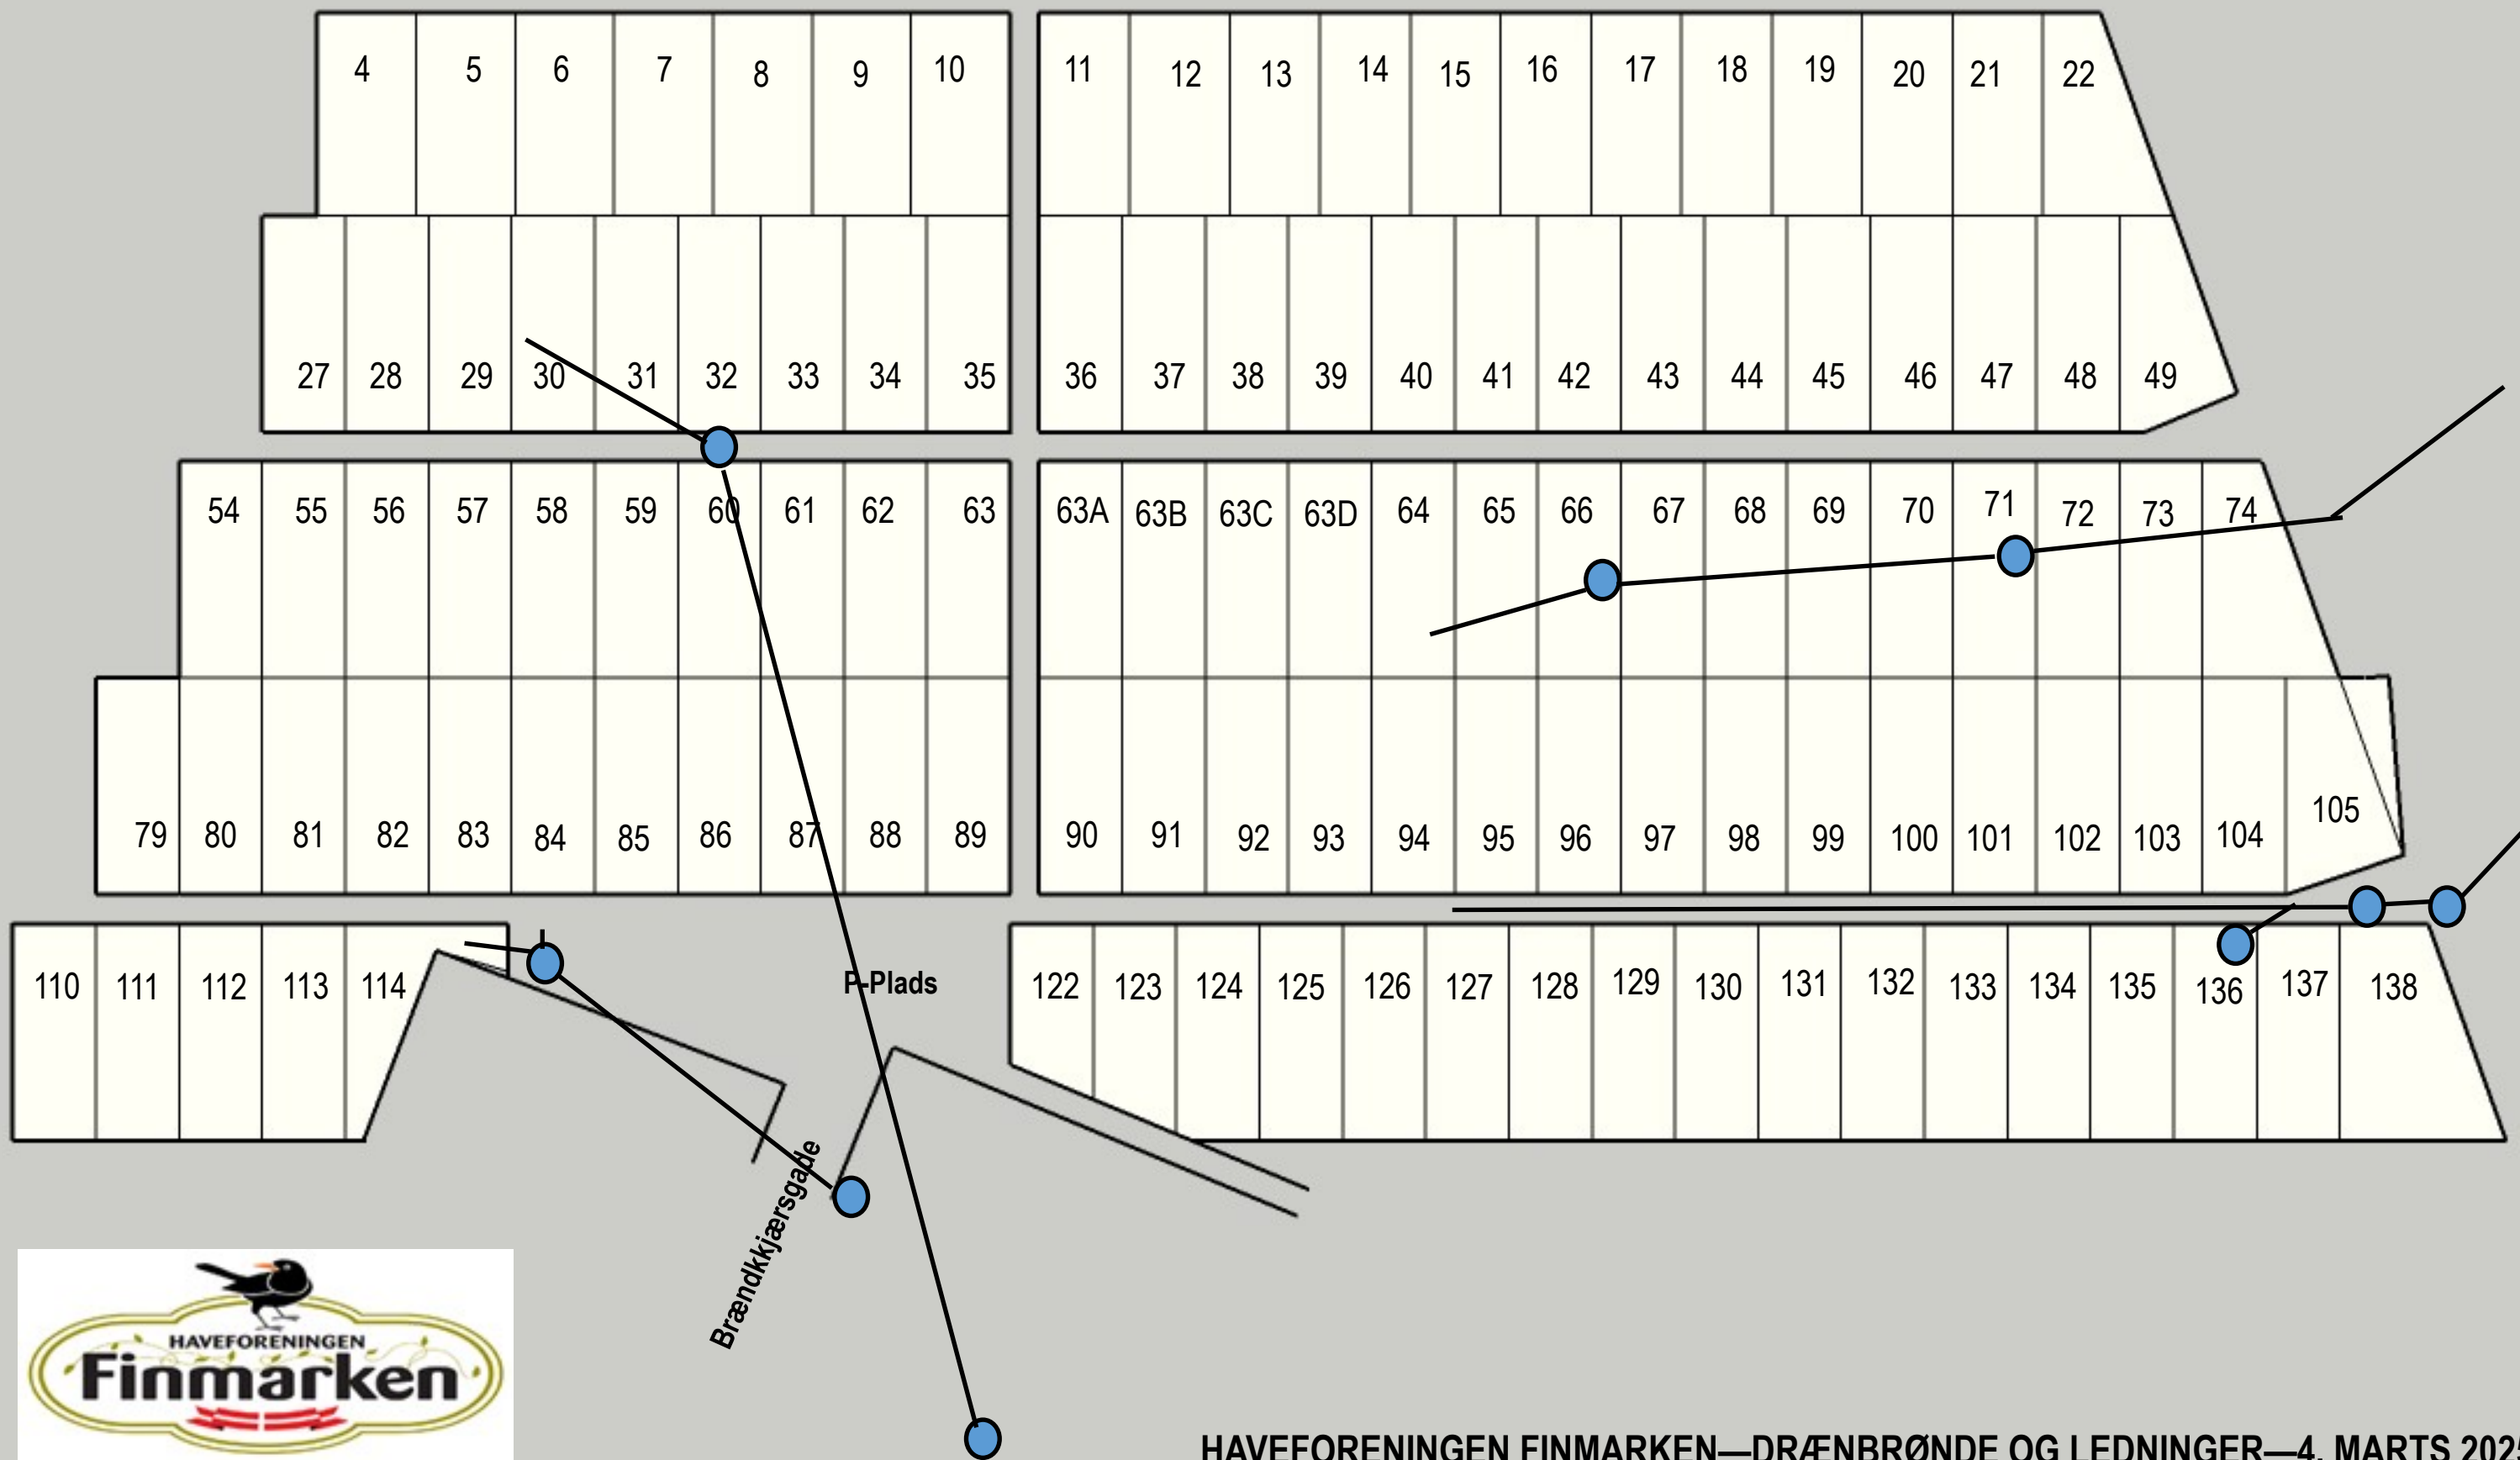 4 5 6 7 8 9 10 11 12 13 14 15 16 17 18 19 20 21 22
27 28 29 30 31 32 33 34 35 36 37 38 39 40 41 42 43 44 45 46 47 48 49
54 55 56 57 58 59 60 61 62 63 63A 63B 63C 63D 64 65 66 67 68 69 70 71 72 73 74
79 80 81 82 83 84 85 86 87 88 89 90 91 92 93 94 95 96 97 98 99 100 101 102 103 104 105
110 111 112 113 114 P-Plads 122 123 124 125 126 127 128 129 130 131 132 133 134 135 136 137 138
Brændkkjærsgade
HAVEFORENINGEN
Finmarken
HAVEFORENINGEN FINMARKEN—DRÆNBRØNDE OG LEDNINGER—4. MARTS 2025